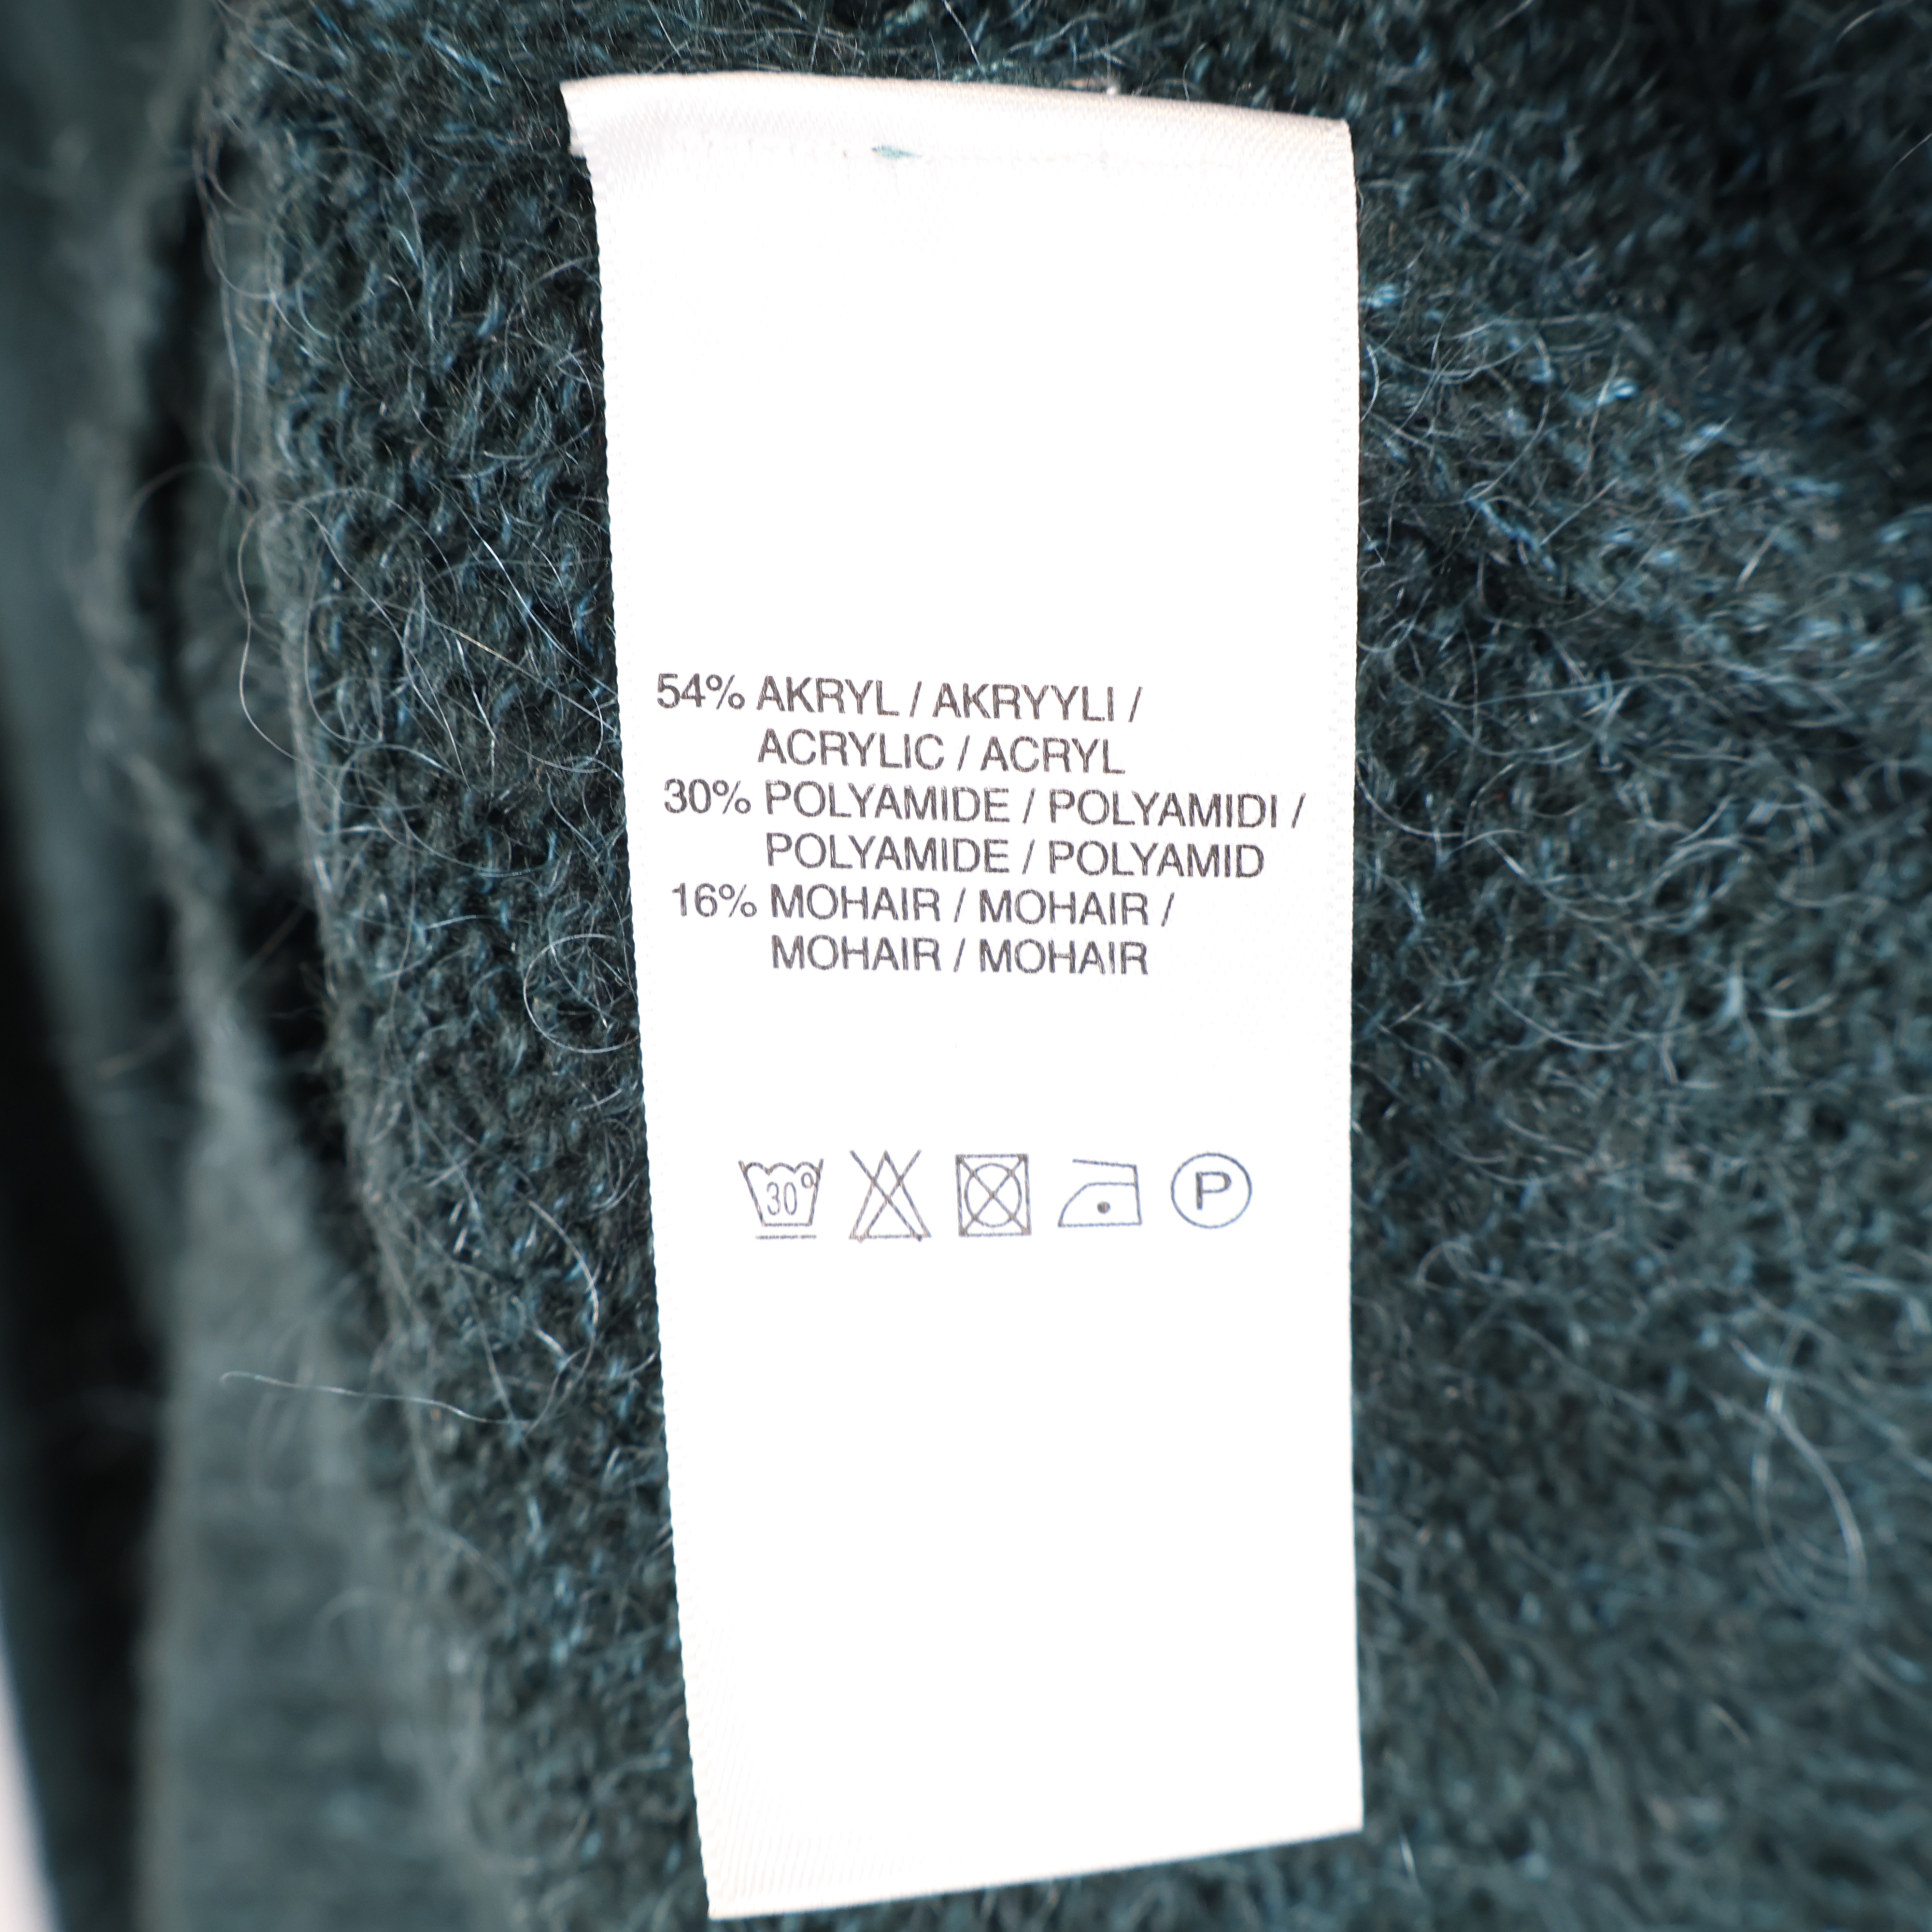 54% AKRYL / AKRYYLI /
ACRYLIC / ACRYL
30% POLYAMIDE / POLYAMIDI /
POLYAMIDE / POLYAMID
16% MOHAIR / MOHAIR /
MOHAIR / MOHAIR
30° P